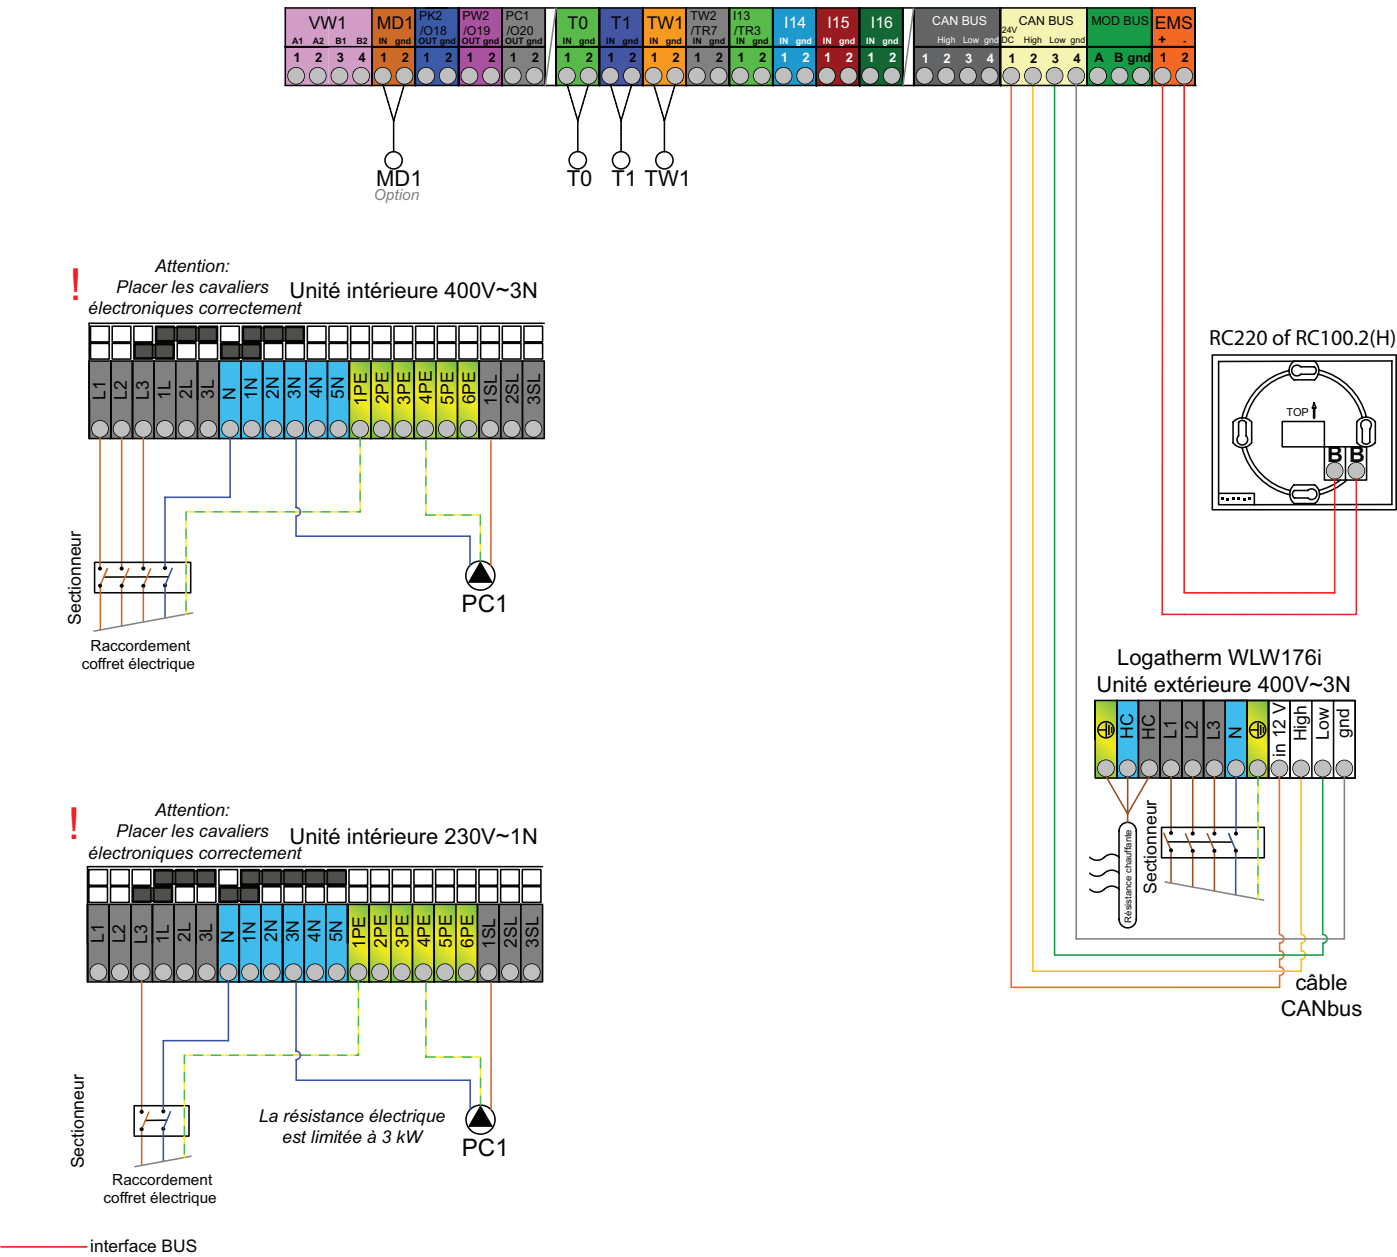 VW1 MD1 PK2 /O18 PW2 /O19 PC1 /O20 T0 T1 TW1 TW2 /TR7 I13 /TR3 I14 I15 I16 CAN BUS CAN BUS MOD BUS EMS
A1 A2 B1 B2 IN gnd OUT gnd OUT gnd OUT gnd IN gnd IN gnd IN gnd IN gnd IN gnd IN gnd IN gnd IN gnd High Low gnd 24V DC High Low gnd + -
1 2 3 4 1 2 1 2 1 2 1 2 1 2 1 2 1 2 1 2 1 2 1 2 1 2 1 2 1 2 3 4 1 2 3 4 A B gnd 1 2
MD1
Option
T0 T1 TW1
!
Attention:
Placer les cavaliers
électroniques correctement
Unité intérieure 400V~3N
L1 L2 L3 1L 2L 3L N 1N 2N 3N 4N 5N 1PE 2PE 3PE 4PE 5PE 6PE 1SL 2SL 3SL
Sectionneur
PC1
Raccordement
coffret électrique
RC220 of RC100.2(H)
TOP
B B
Logatherm WLW176i
Unité extérieure 400V~3N
HC HC L1 L2 L3 N in 12 V High Low gnd
Résistance chauffante
Sectionneur
câble
CANbus
!
Attention:
Placer les cavaliers
électroniques correctement
Unité intérieure 230V~1N
L1 L2 L3 1L 2L 3L N 1N 2N 3N 4N 5N 1PE 2PE 3PE 4PE 5PE 6PE 1SL 2SL 3SL
Sectionneur
La résistance électrique
est limitée à 3 kW
PC1
Raccordement
coffret électrique
interface BUS